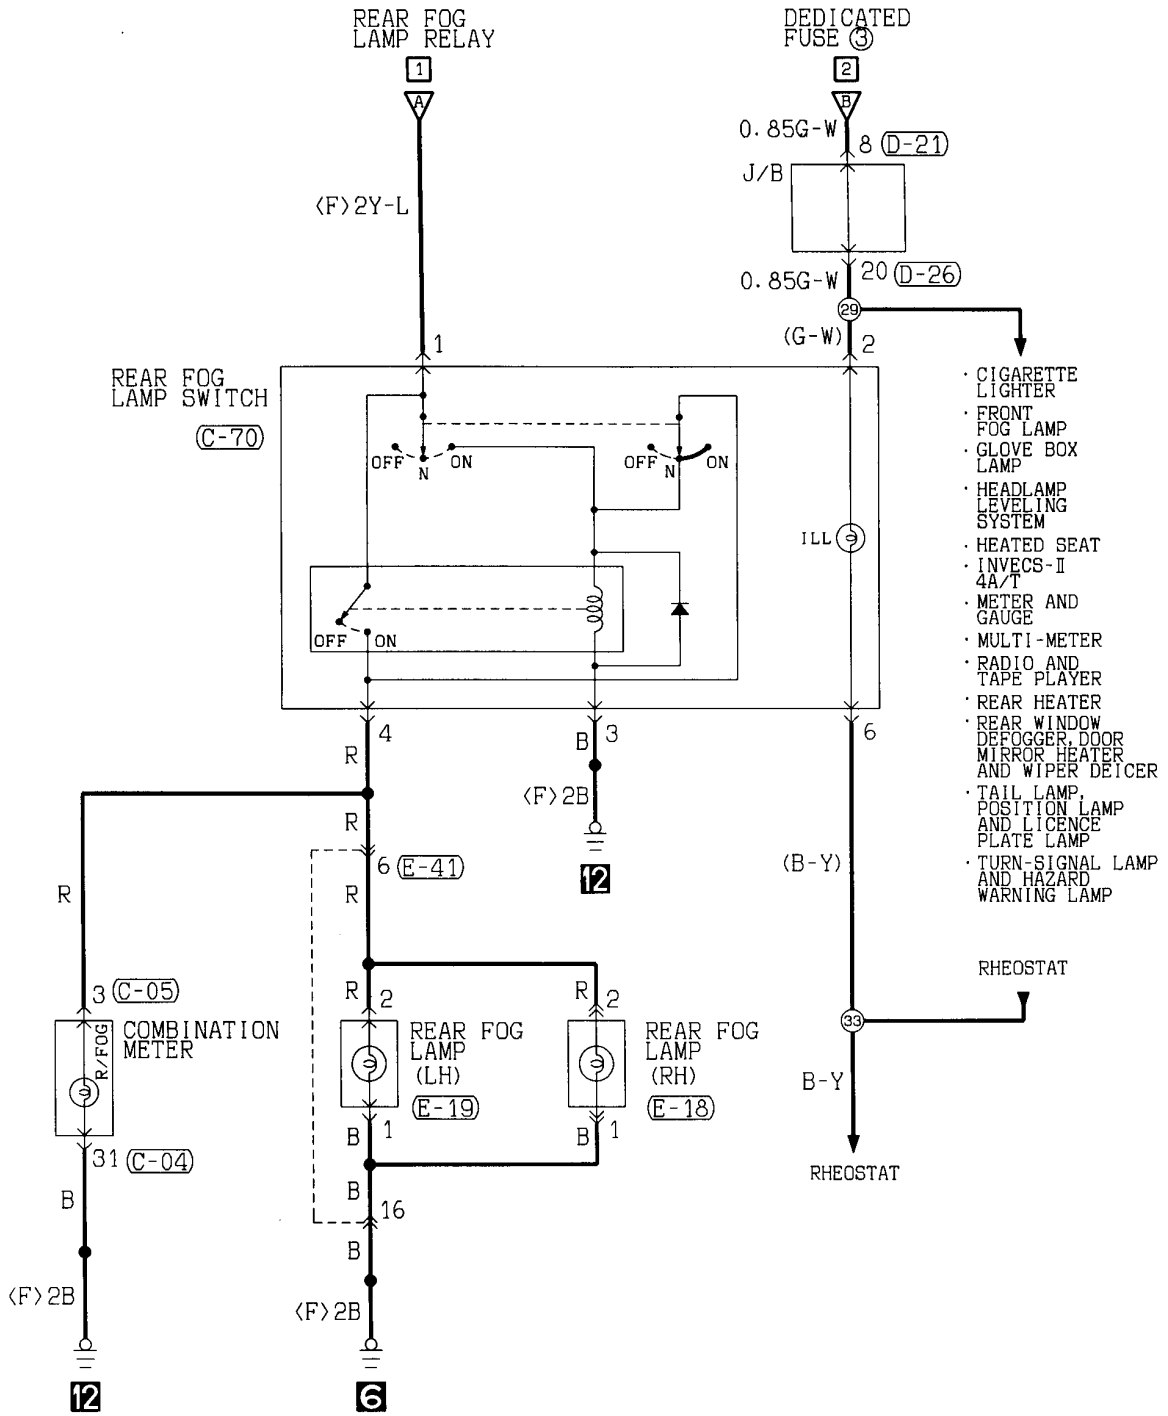 REAR FOG
LAMP RELAY
1
A
DEDICATED
FUSE ③
2
B
0.85G-W
8 (D-21)
J/B
<F>2Y-L
20 (D-26)
0.85G-W
29
(G-W)
1
2
REAR FOG
LAMP SWITCH
(C-70)
OFF
N
ON
OFF
N
ON
ILL
OFF
ON
· CIGARETTE
LIGHTER
· FRONT
FOG LAMP
· GLOVE BOX
LAMP
· HEADLAMP
LEVELING
SYSTEM
· HEATED SEAT
· INVECS-Ⅱ
4A/T
· METER AND
GAUGE
· MULTI-METER
· RADIO AND
TAPE PLAYER
· REAR HEATER
· REAR WINDOW
DEFOGGER,DOOR
MIRROR HEATER
AND WIPER DEICER
· TAIL LAMP,
POSITION LAMP
AND LICENCE
PLATE LAMP
· TURN-SIGNAL LAMP
AND HAZARD
WARNING LAMP
4
3
6
R
B
<F>2B
12
R
6 (E-41)
(B-Y)
R
R
RHEOSTAT
3 (C-05)
R 2
R 2
33
R/FOG
COMBINATION
METER
REAR FOG
LAMP
(LH)
(E-19)
REAR FOG
LAMP
(RH)
(E-18)
B-Y
1
B
B 1
31 (C-04)
RHEOSTAT
B
B
16
B
<F>2B
<F>2B
12
6